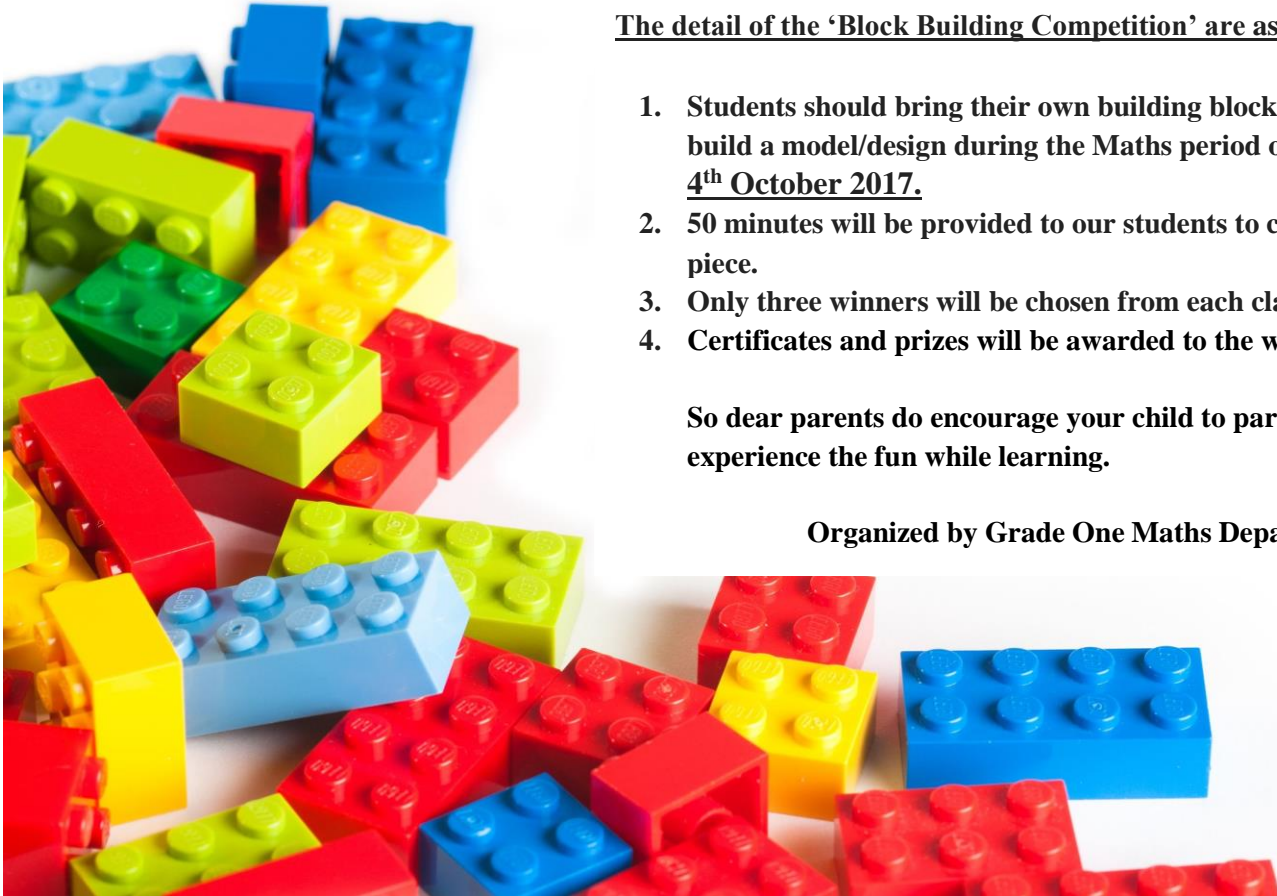 The detail of the ‘Block Building Competition’ are as
1. Students should bring their own building block
build a model/design during the Maths period o
4th October 2017.
2. 50 minutes will be provided to our students to c
piece.
3. Only three winners will be chosen from each cla
4. Certificates and prizes will be awarded to the w
So dear parents do encourage your child to par
experience the fun while learning.
Organized by Grade One Maths Depa